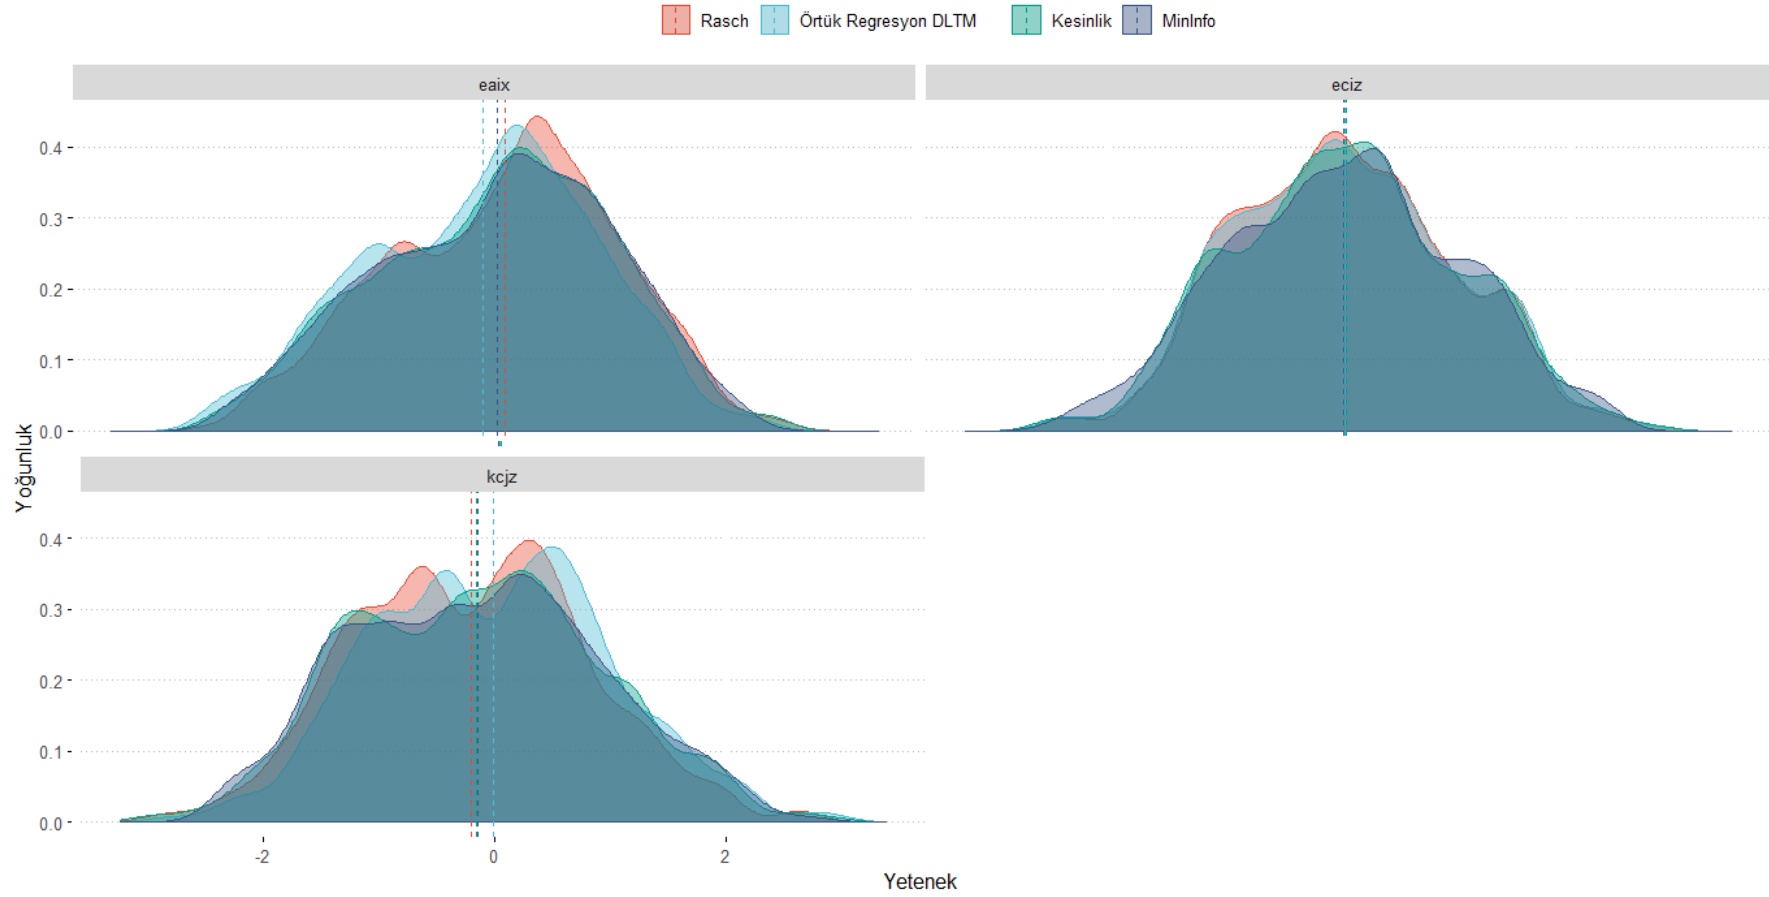 Rasch Örtük Regresyon DLTM Kesinlik MinInfo
eaix eciz
0.4
0.3
0.2
0.1
0.0
Yoğunluk
kcjz
0.4
0.3
0.2
0.1
0.0
-2 0 2
Yetenek